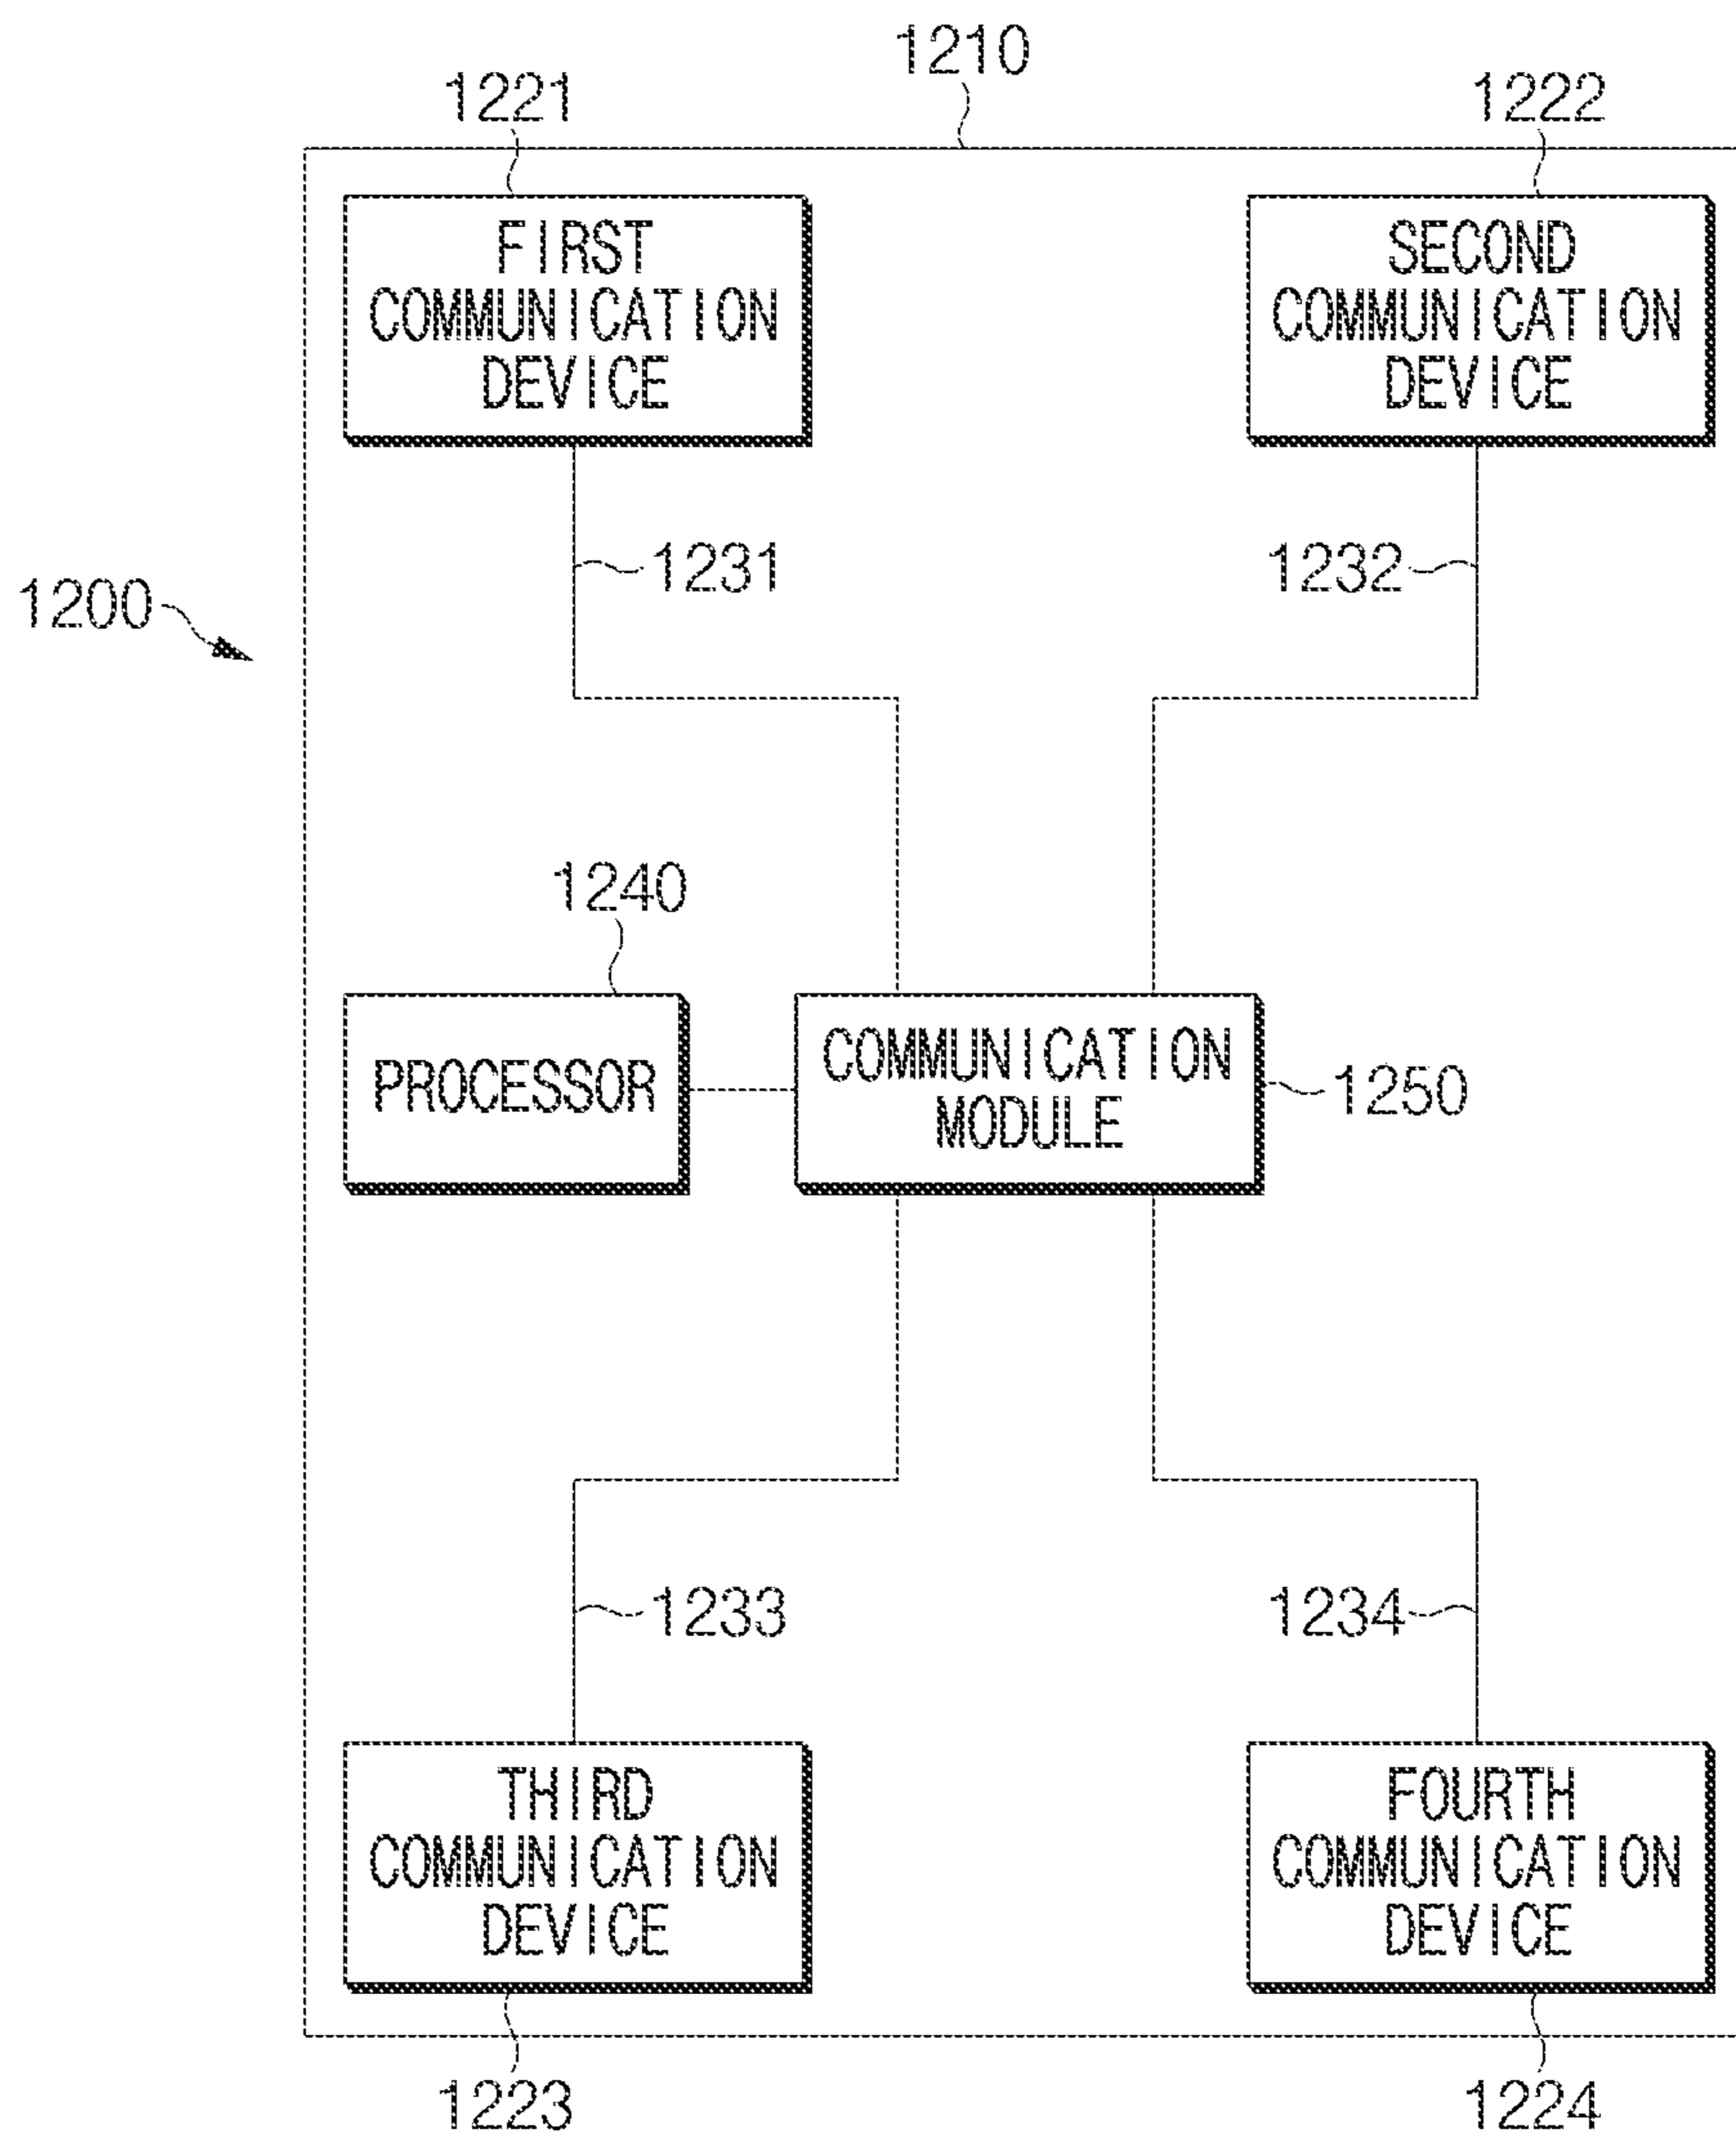 1210
1221
1222
FIRST
COMMUNICATION
DEVICE
SECOND
COMMUNICATION
DEVICE
1231
1232
1200
1240
PROCESSOR
COMMUNICATION
MODULE
1250
1233
1234
THIRD
COMMUNICATION
DEVICE
FOURTH
COMMUNICATION
DEVICE
1223
1224